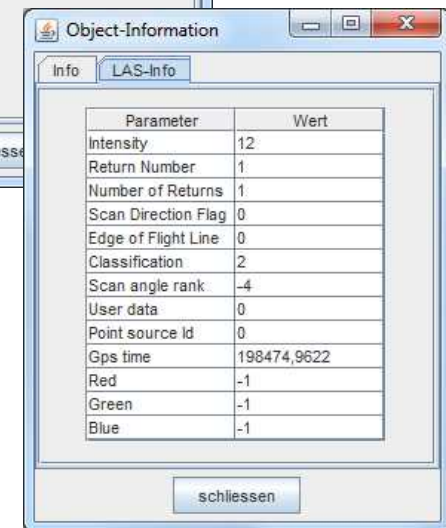 Object-Information
Info LAS-Info
Parameter Wert
Intensity 12
Return Number 1
Number of Returns 1
Scan Direction Flag 0
Edge of Flight Line 0
Classification 2
Scan angle rank -4
User data 0
Point source Id 0
Gps time 198474,9622
Red -1
Green -1
Blue -1
schliessen